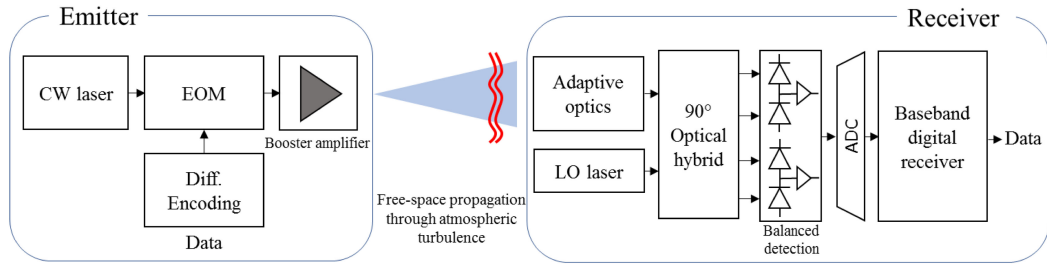 Emitter
CW laser
EOM
Booster amplifier
Diff.
Encoding
Data
Free-space propagation
through atmospheric
turbulence
Receiver
Adaptive
optics
LO laser
90°
Optical
hybrid
Balanced
detection
ADC
Baseband
digital
receiver
Data